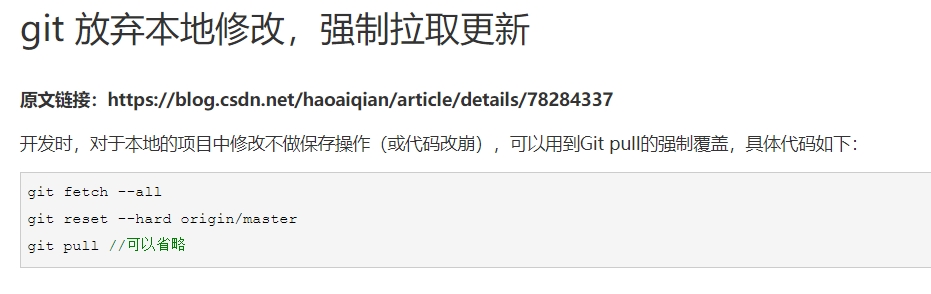 git 放弃本地修改，强制拉取更新
原文链接：https://blog.csdn.net/haoaiqian/article/details/78284337
开发时，对于本地的项目中修改不做保存操作（或代码改崩），可以用到Git pull的强制覆盖，具体代码如下：
git fetch --all
git reset --hard origin/master
git pull //可以省略